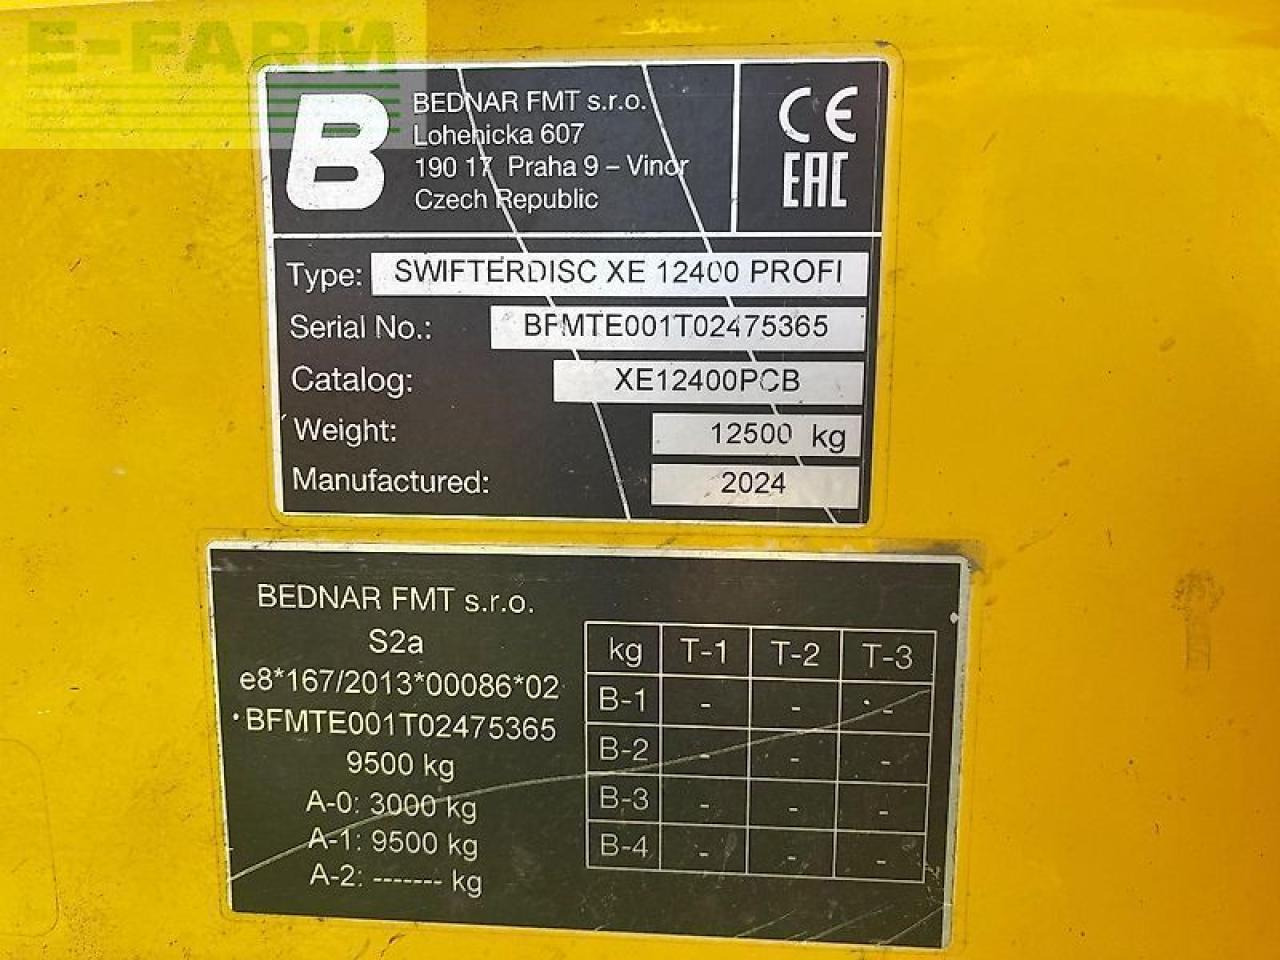 E-FARM
B
BEDNAR FMT s.r.o.
Lohenicka 607
190 17 Praha 9 – Vinor
Czech Republic
CE
EAC
Type: SWIFTERDISC XE 12400 PROFI
Serial No.: BFMTE001T02475365
Catalog: XE12400PCB
Weight: 12500 kg
Manufactured: 2024
BEDNAR FMT s.r.o.
S2a
e8*167/2013*00086*02
BFMTE001T02475365
9500 kg
A-0: 3000 kg
A-1: 9500 kg
A-2: ------- kg
kg T-1 T-2 T-3
B-1 - - -
B-2 - - -
B-3 - - -
B-4 - - -